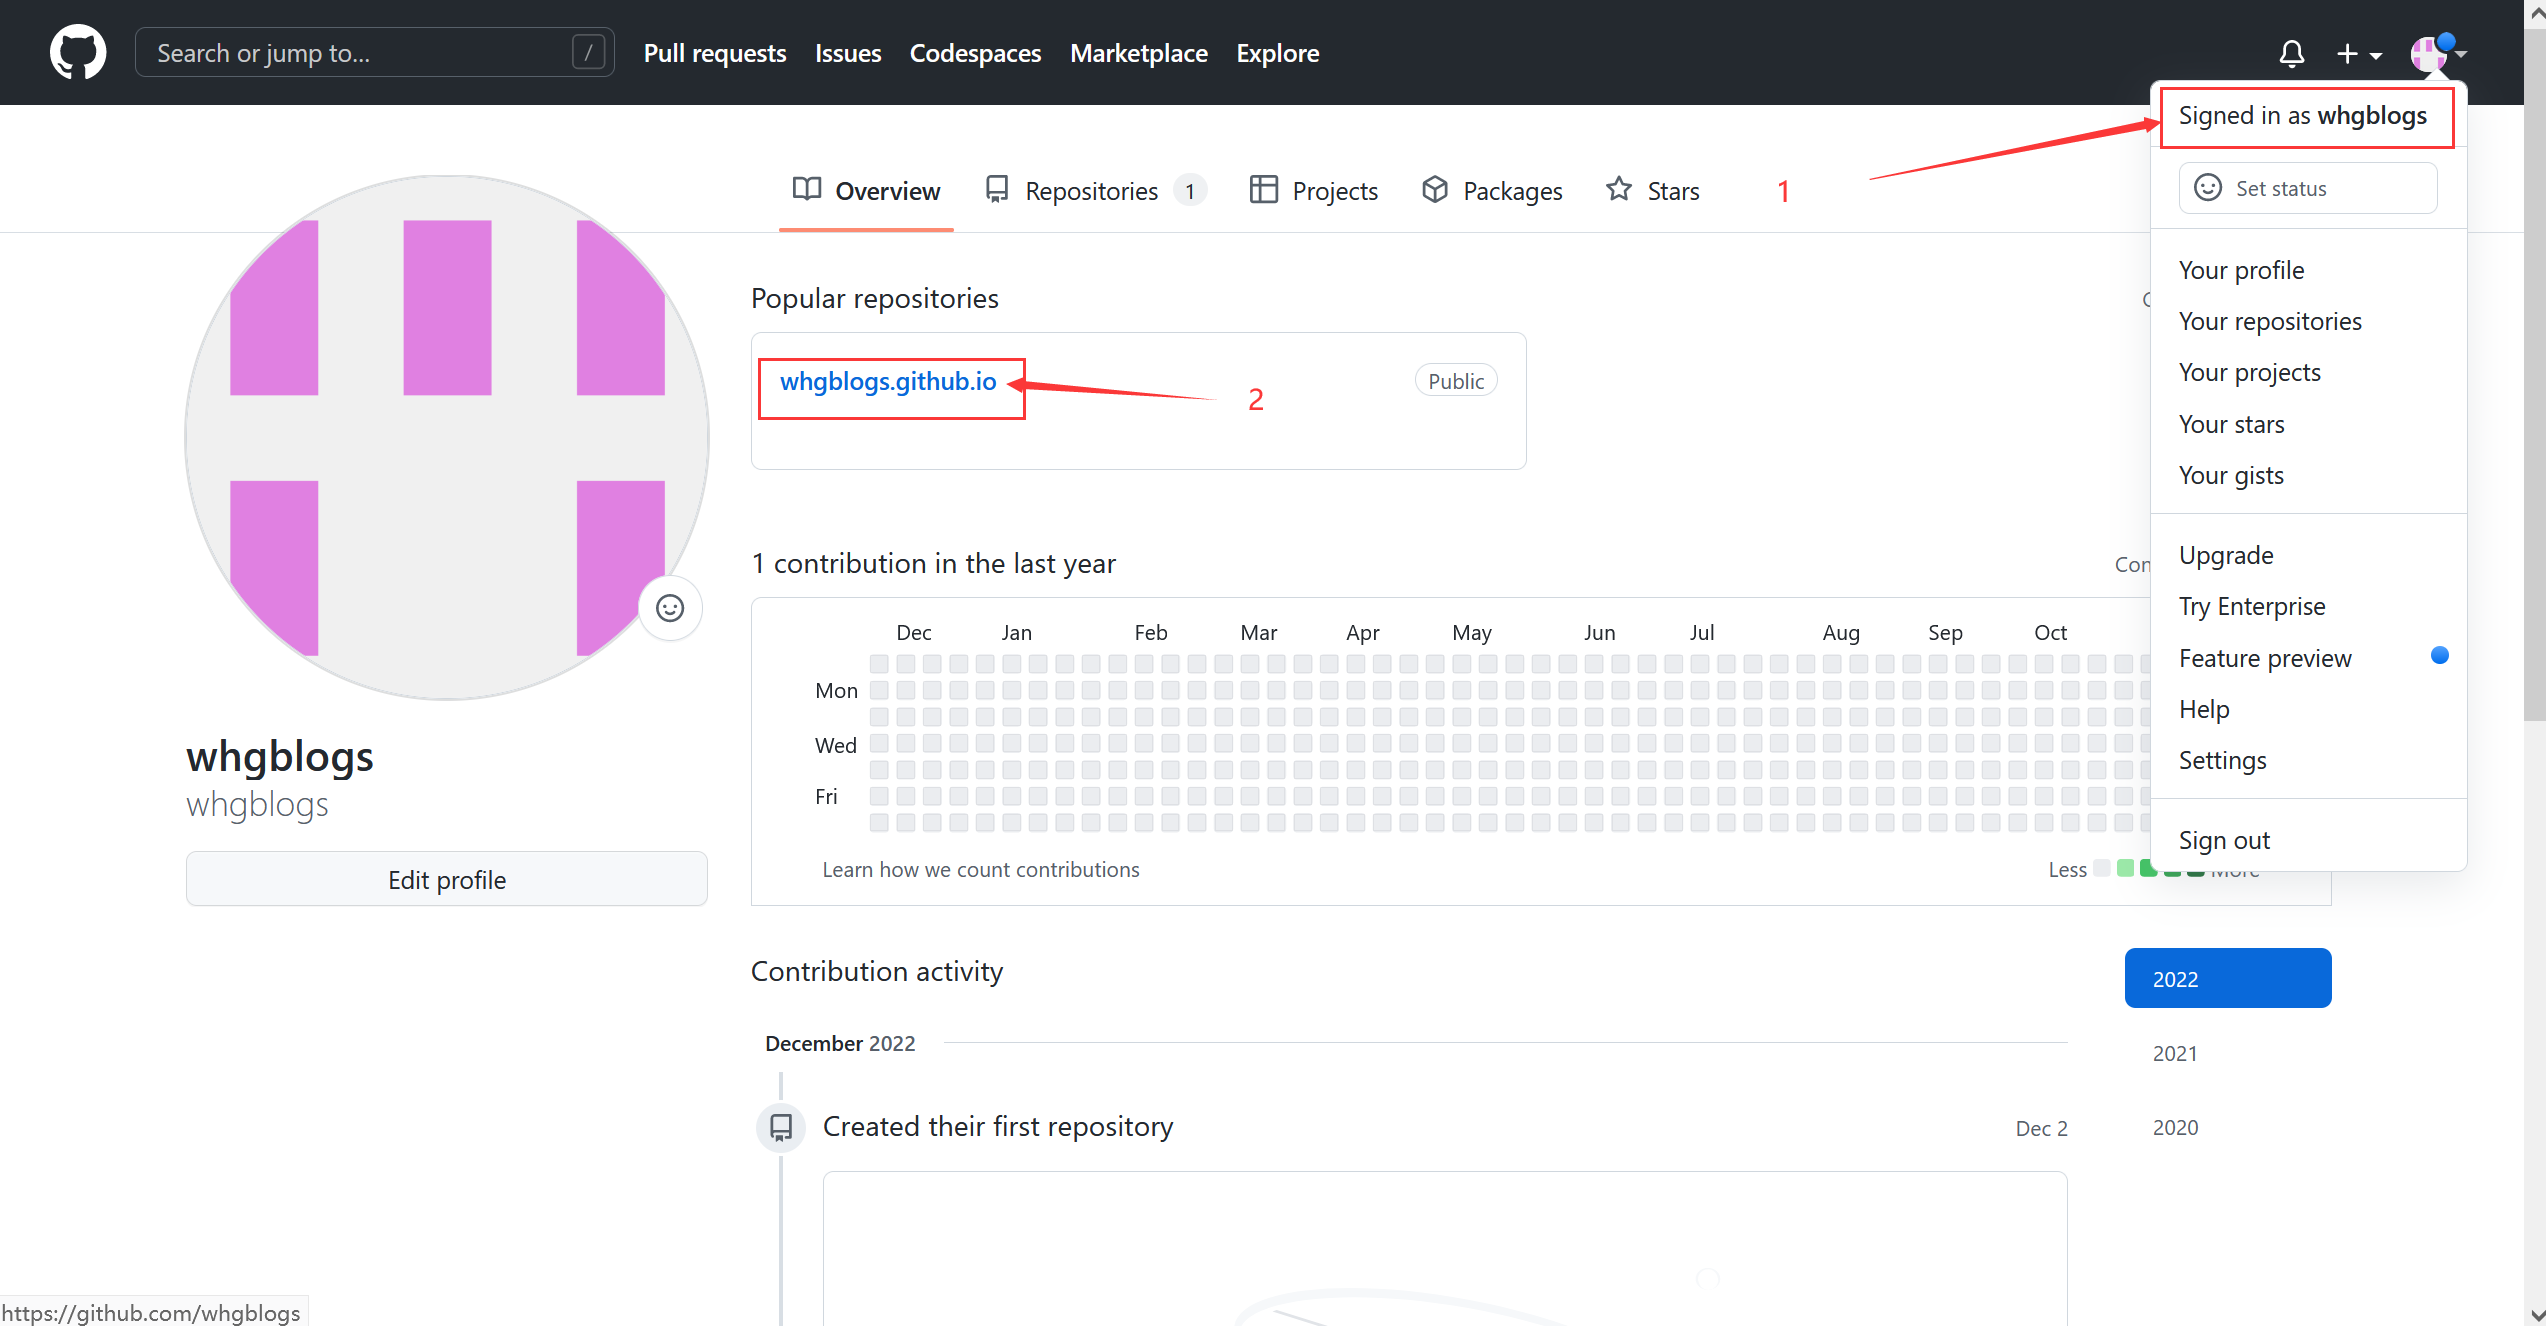 Search or jump to... /
Pull requests Issues Codespaces Marketplace Explore
Signed in as whgblogs
Set status
Overview Repositories 1 Projects Packages Stars
1
Your profile
Your repositories
Your projects
Your stars
Your gists
Upgrade
Try Enterprise
Feature preview
Help
Settings
Sign out
Popular repositories
whgblogs.github.io
Public
2
1 contribution in the last year
Con
Dec Jan Feb Mar Apr May Jun Jul Aug Sep Oct
Mon
Wed
Fri
Learn how we count contributions
Less More
whgblogs
whgblogs
Edit profile
Contribution activity
2022
2021
2020
December 2022
Created their first repository
Dec 2
https://github.com/whgblogs